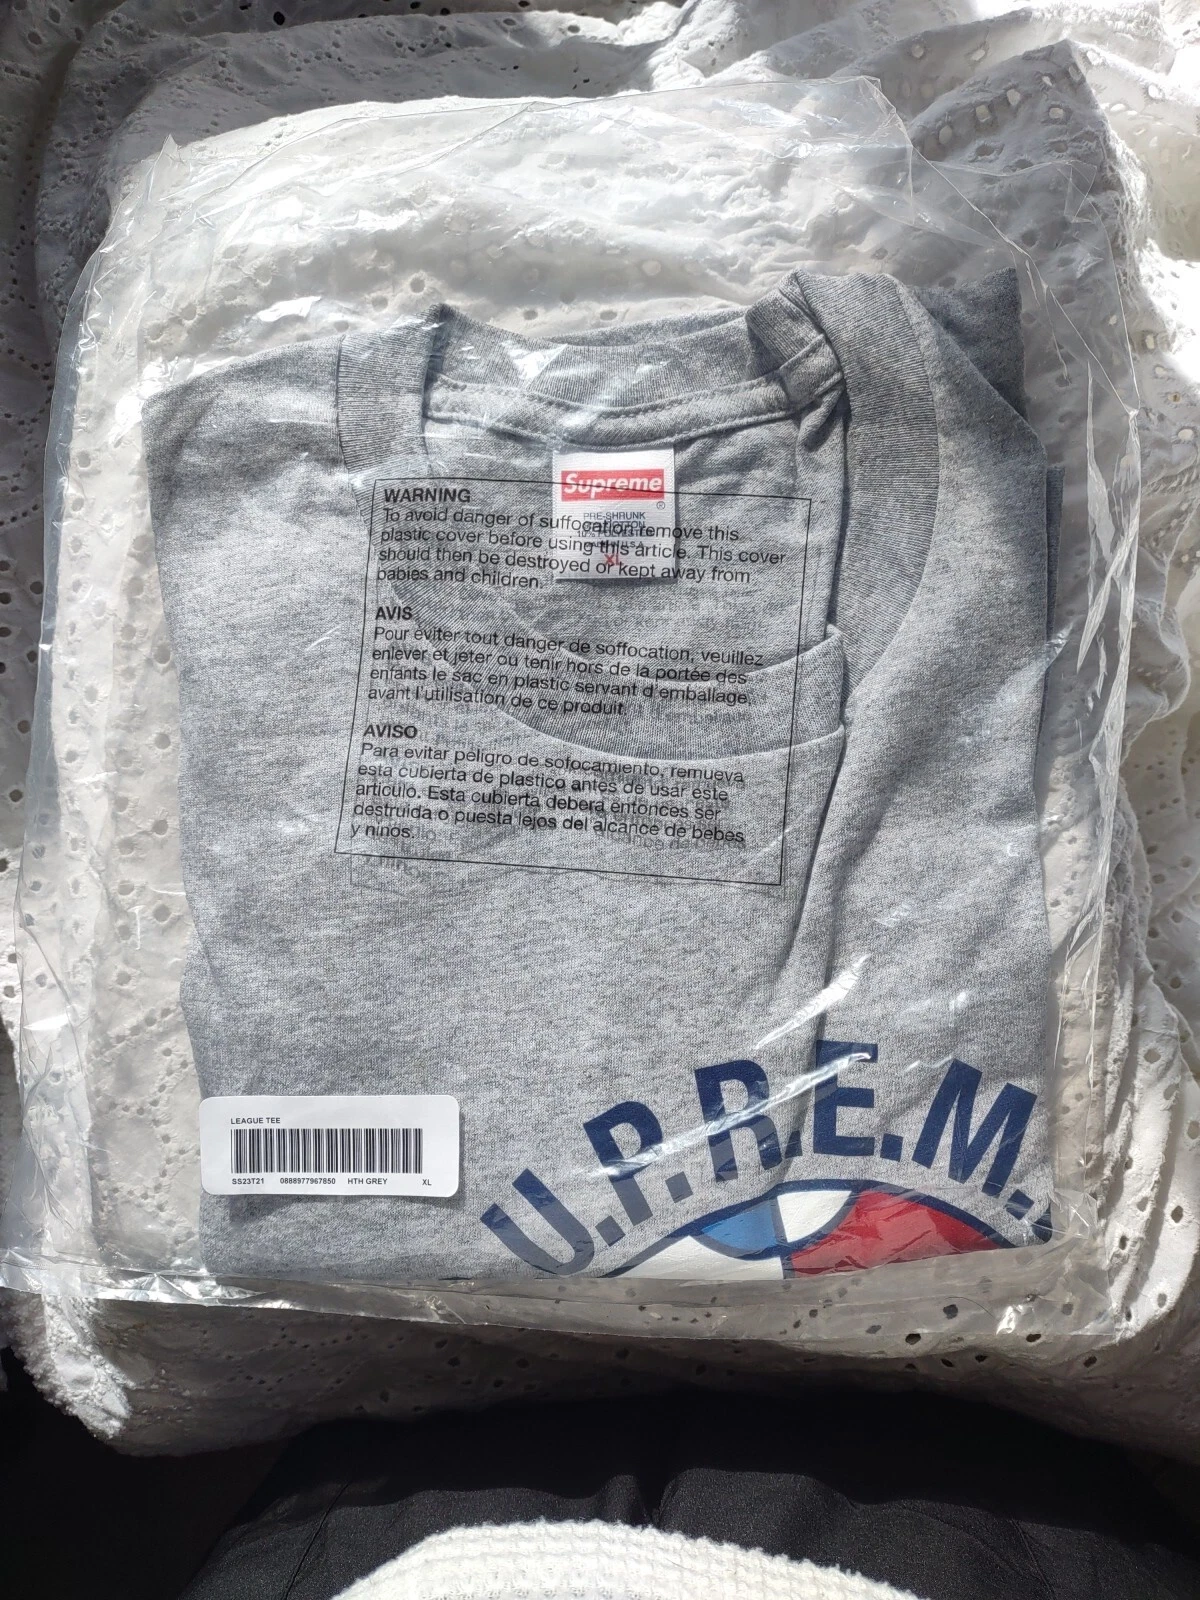 Supreme
®
PRE-SHRUNK
XL
WARNING
To avoid danger of suffocation, remove this
plastic cover before using this article. This cover
should then be destroyed or kept away from
babies and children.
AVIS
Pour éviter tout danger de soffocation, veuillez
enlever et jeter ou tenir hors de la portée des
enfants le sac en plastic servant d'emballage,
avant l'utilisation de ce produit.
AVISO
Para evitar peligro de sofocamiento, remueva
esta cubierta de plastico antes de usar este
articulo. Esta cubierta debera entonces ser
destruida o puesta lejos del alcance de bebes
y ninos.
U.P.R.E.M.
LEAGUE TEE
SS23T21 0888977967850 HTH GREY XL